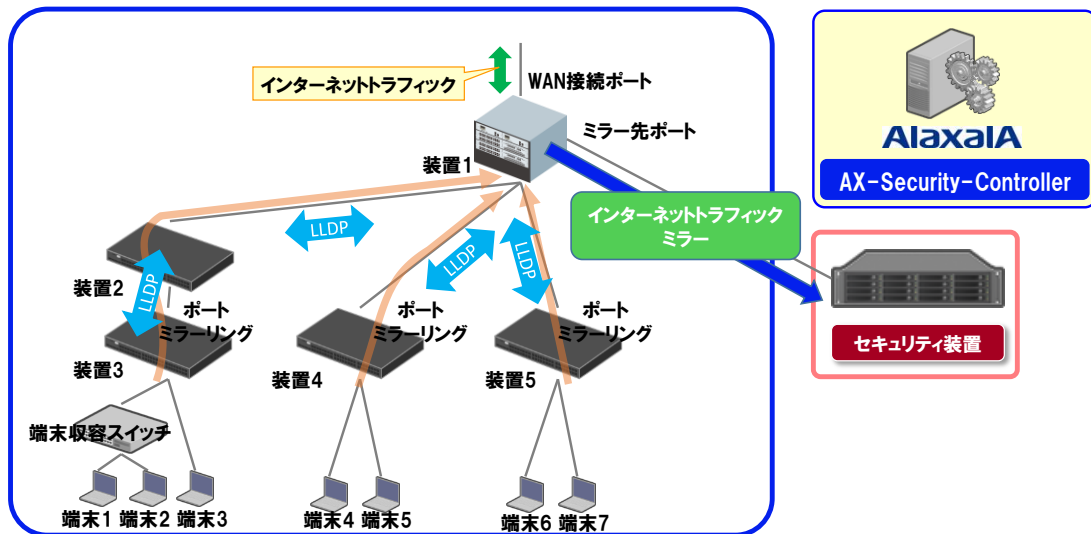 インターネットトラフィック
WAN接続ポート
ミラー先ポート
装置1
AlaxalA
AX-Security-Controller
インターネットトラフィック
ミラー
LLDP
LLDP
LLDP
LLDP
装置2
ポート
ミラーリング
ポート
ミラーリング
ポート
ミラーリング
セキュリティ装置
装置3
装置4
装置5
端末収容スイッチ
端末1
端末2
端末3
端末4
端末5
端末6
端末7